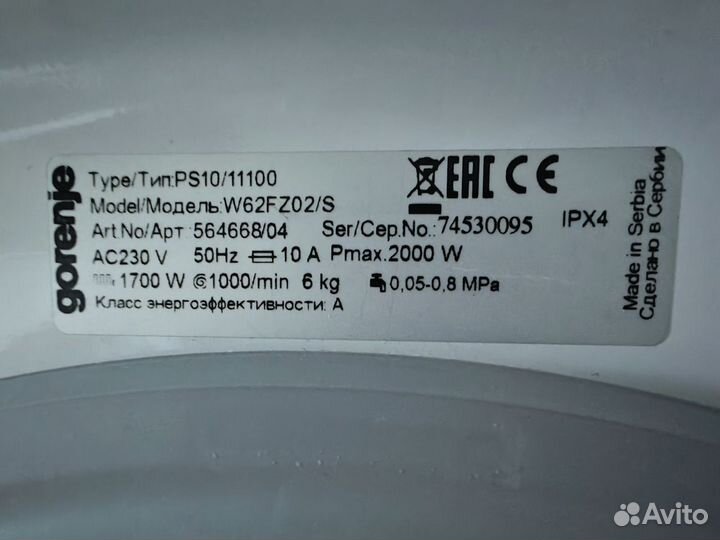 gorenje
Type/Тип:PS10/11100
Model/Модель:W62FZ02/S
Art No/Арт 564668/04 Ser/Сер.No.:74530095 IPX4
AC230 V 50Hz 10 A Pmax.2000 W
1700 W 1000/min 6 kg 0,05-0,8 MPa
Класс энергоэффективности: A
EAC CE
Made in Serbia
Сделано в Сербии
Avito